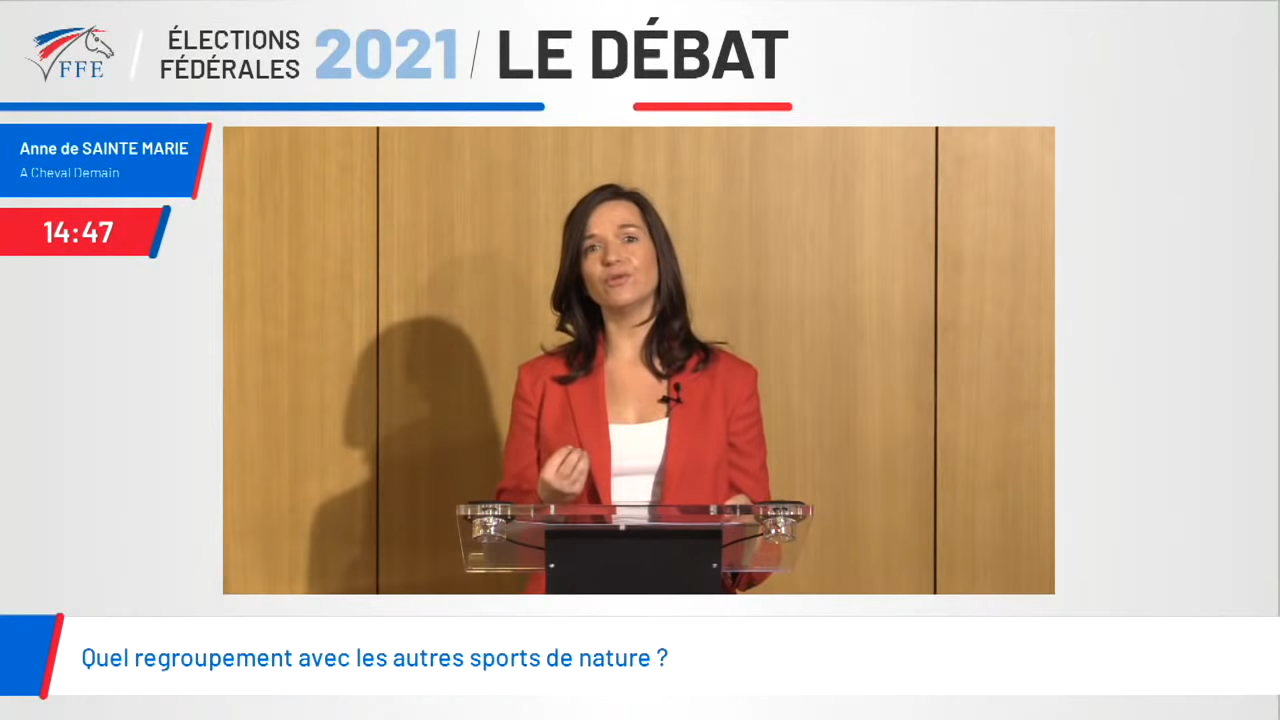 FFE
ÉLECTIONS
FÉDÉRALES
2021 / LE DÉBAT
Anne de SAINTE MARIE
A Cheval Demain
14:47
Quel regroupement avec les autres sports de nature ?